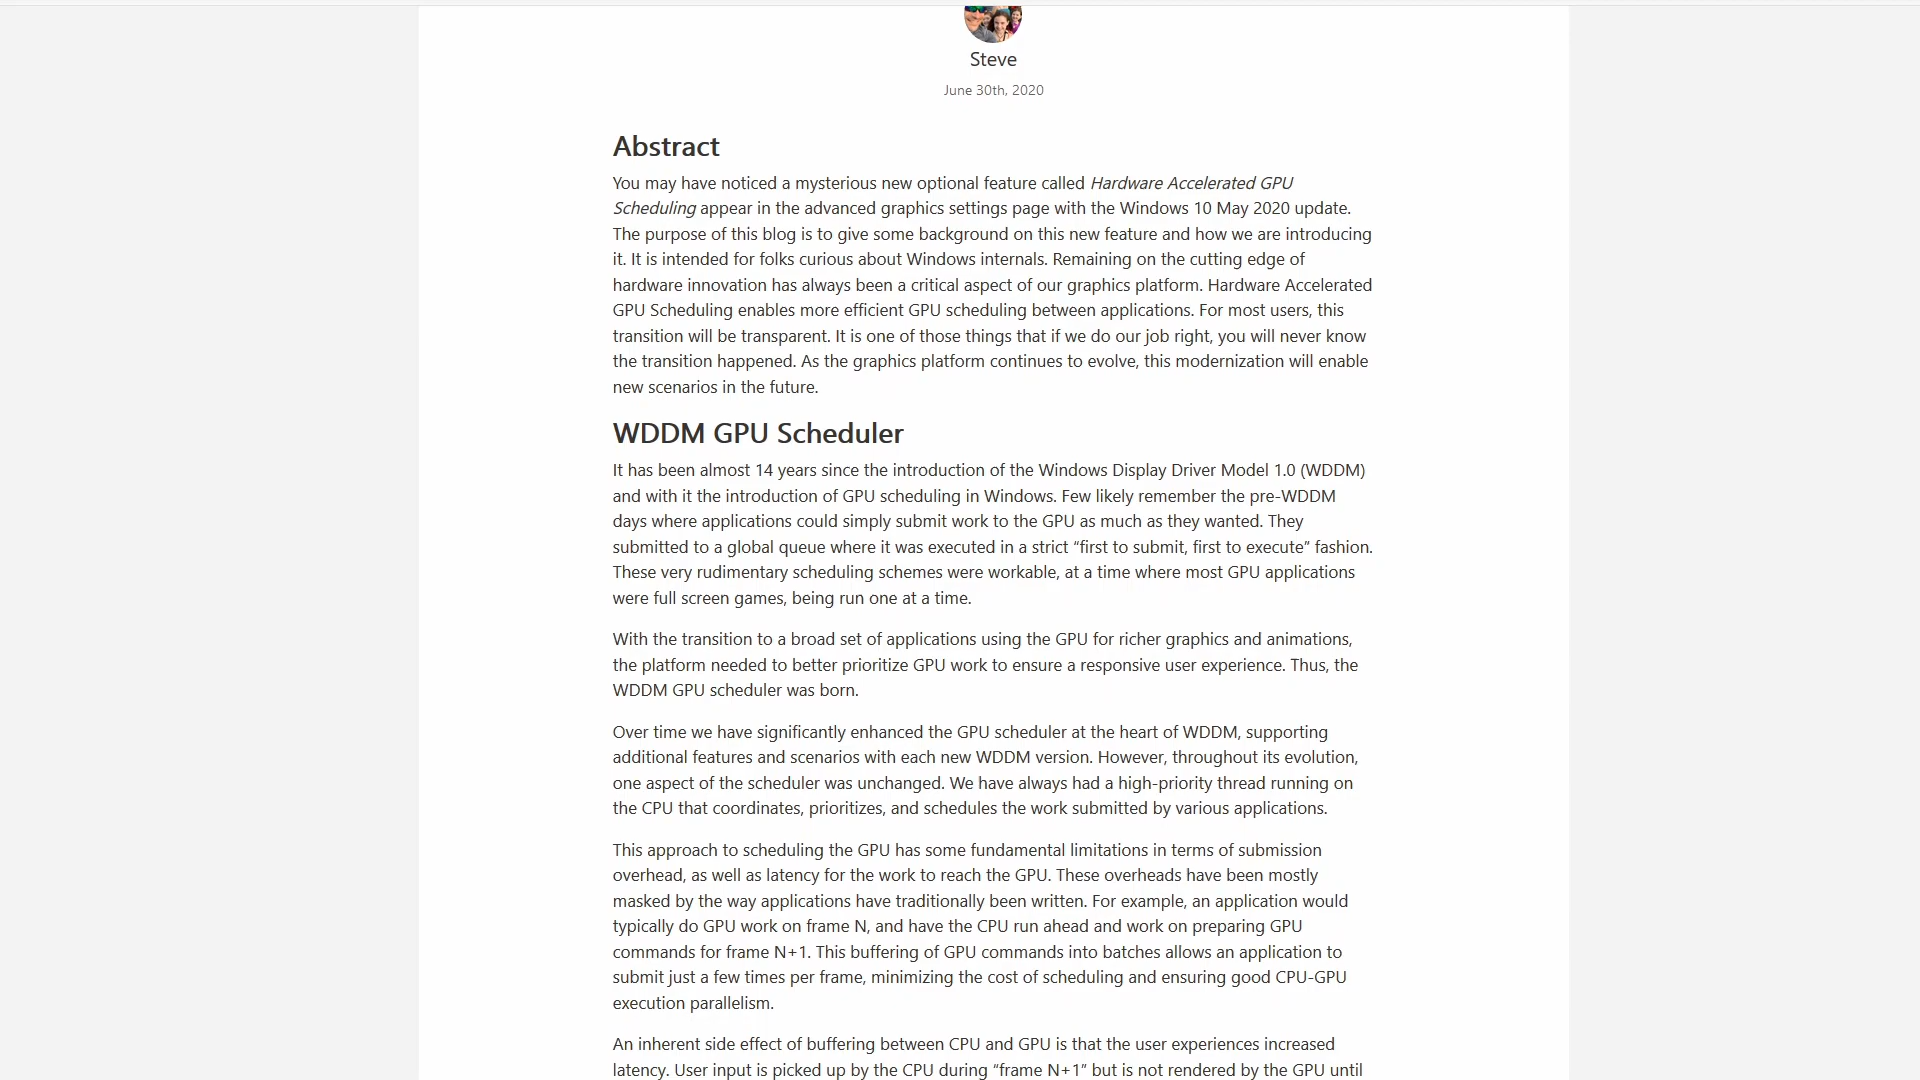 Steve
June 30th, 2020
Abstract
You may have noticed a mysterious new optional feature called Hardware Accelerated GPU
Scheduling appear in the advanced graphics settings page with the Windows 10 May 2020 update.
The purpose of this blog is to give some background on this new feature and how we are introducing
it. It is intended for folks curious about Windows internals. Remaining on the cutting edge of
hardware innovation has always been a critical aspect of our graphics platform. Hardware Accelerated
GPU Scheduling enables more efficient GPU scheduling between applications. For most users, this
transition will be transparent. It is one of those things that if we do our job right, you will never know
the transition happened. As the graphics platform continues to evolve, this modernization will enable
new scenarios in the future.
WDDM GPU Scheduler
It has been almost 14 years since the introduction of the Windows Display Driver Model 1.0 (WDDM)
and with it the introduction of GPU scheduling in Windows. Few likely remember the pre-WDDM
days where applications could simply submit work to the GPU as much as they wanted. They
submitted to a global queue where it was executed in a strict “first to submit, first to execute” fashion.
These very rudimentary scheduling schemes were workable, at a time where most GPU applications
were full screen games, being run one at a time.
With the transition to a broad set of applications using the GPU for richer graphics and animations,
the platform needed to better prioritize GPU work to ensure a responsive user experience. Thus, the
WDDM GPU scheduler was born.
Over time we have significantly enhanced the GPU scheduler at the heart of WDDM, supporting
additional features and scenarios with each new WDDM version. However, throughout its evolution,
one aspect of the scheduler was unchanged. We have always had a high-priority thread running on
the CPU that coordinates, prioritizes, and schedules the work submitted by various applications.
This approach to scheduling the GPU has some fundamental limitations in terms of submission
overhead, as well as latency for the work to reach the GPU. These overheads have been mostly
masked by the way applications have traditionally been written. For example, an application would
typically do GPU work on frame N, and have the CPU run ahead and work on preparing GPU
commands for frame N+1. This buffering of GPU commands into batches allows an application to
submit just a few times per frame, minimizing the cost of scheduling and ensuring good CPU-GPU
execution parallelism.
An inherent side effect of buffering between CPU and GPU is that the user experiences increased
latency. User input is picked up by the CPU during “frame N+1” but is not rendered by the GPU until